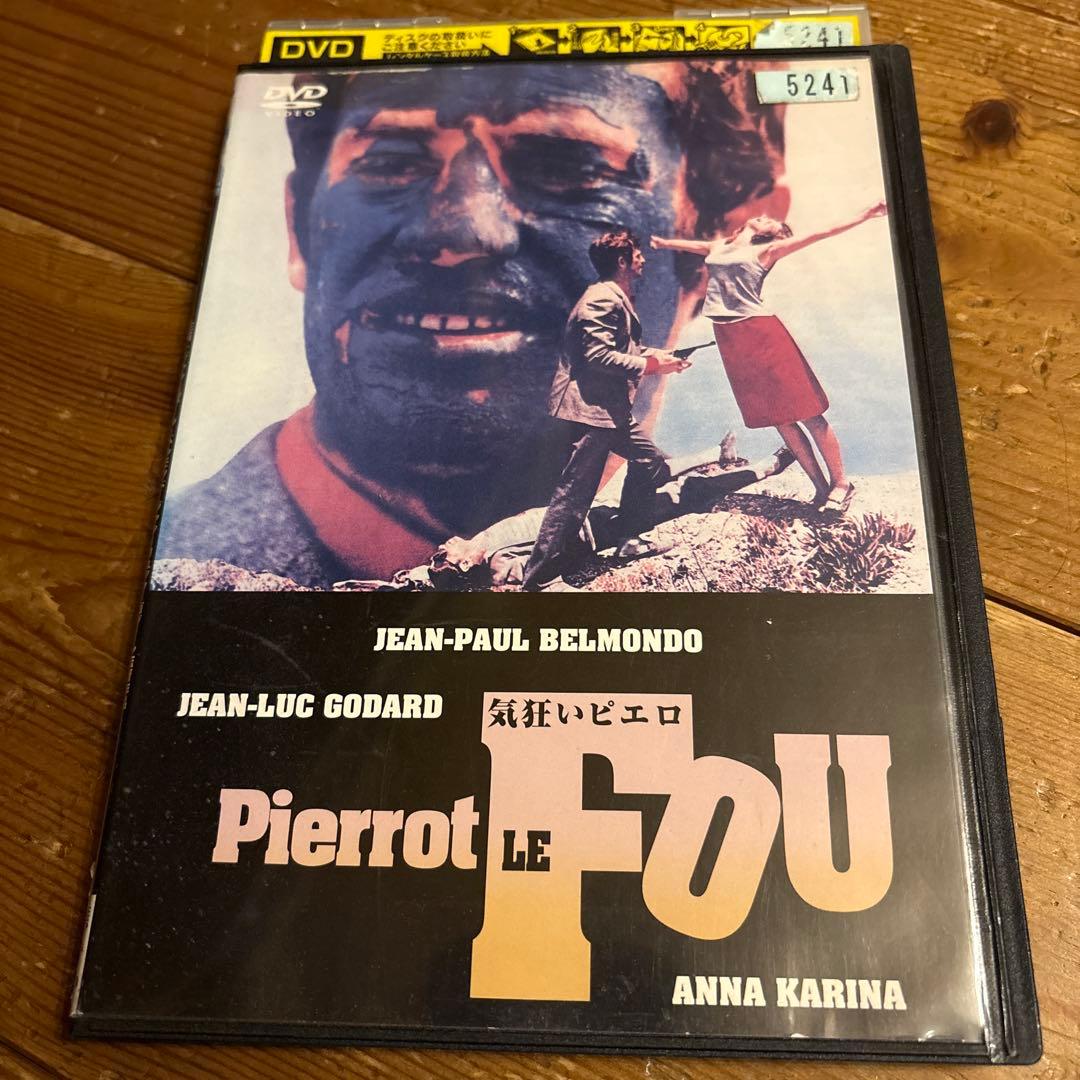 DVD
ディスクの取扱いに
ご注意ください
5241
DVD
VIDEO
5241
JEAN-PAUL BELMONDO
JEAN-LUC GODARD
気狂いピエロ
Pierrot LE FOU
ANNA KARINA